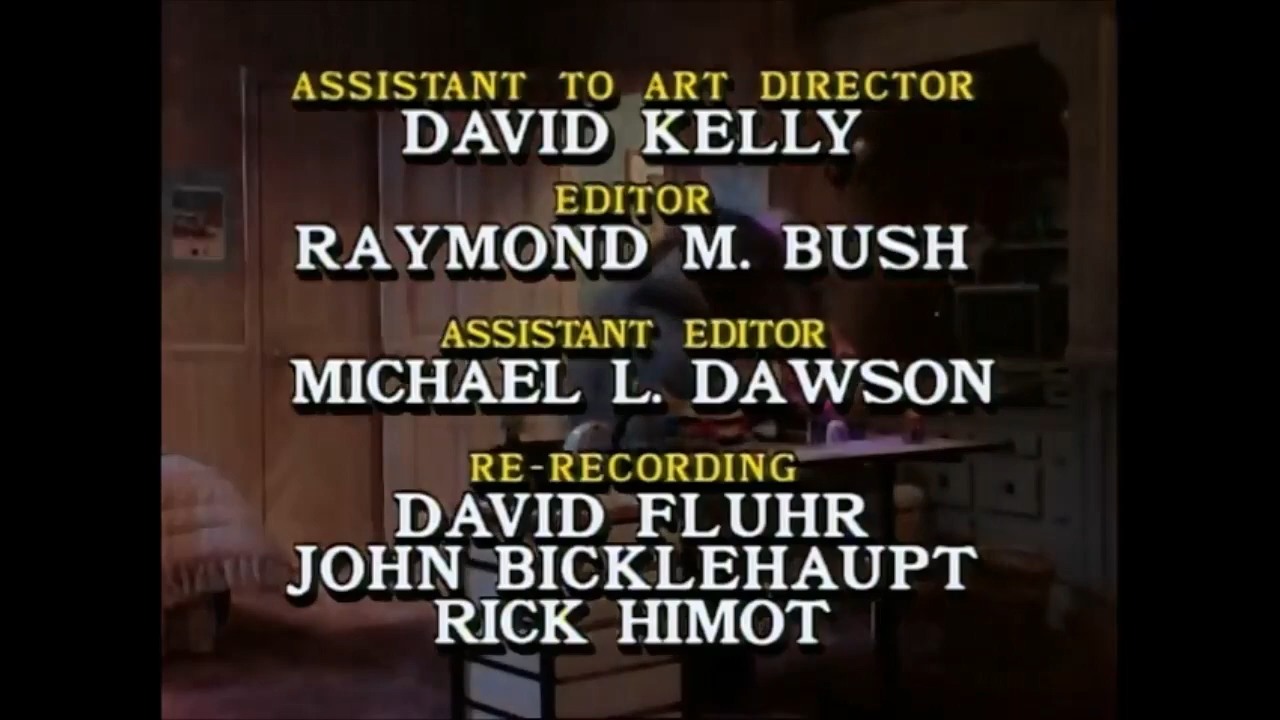 ASSISTANT TO ART DIRECTOR
DAVID KELLY
EDITOR
RAYMOND M. BUSH
ASSISTANT EDITOR
MICHAEL L. DAWSON
RE-RECORDING
DAVID FLUHR
JOHN BICKLEHAUPT
RICK HIMOT